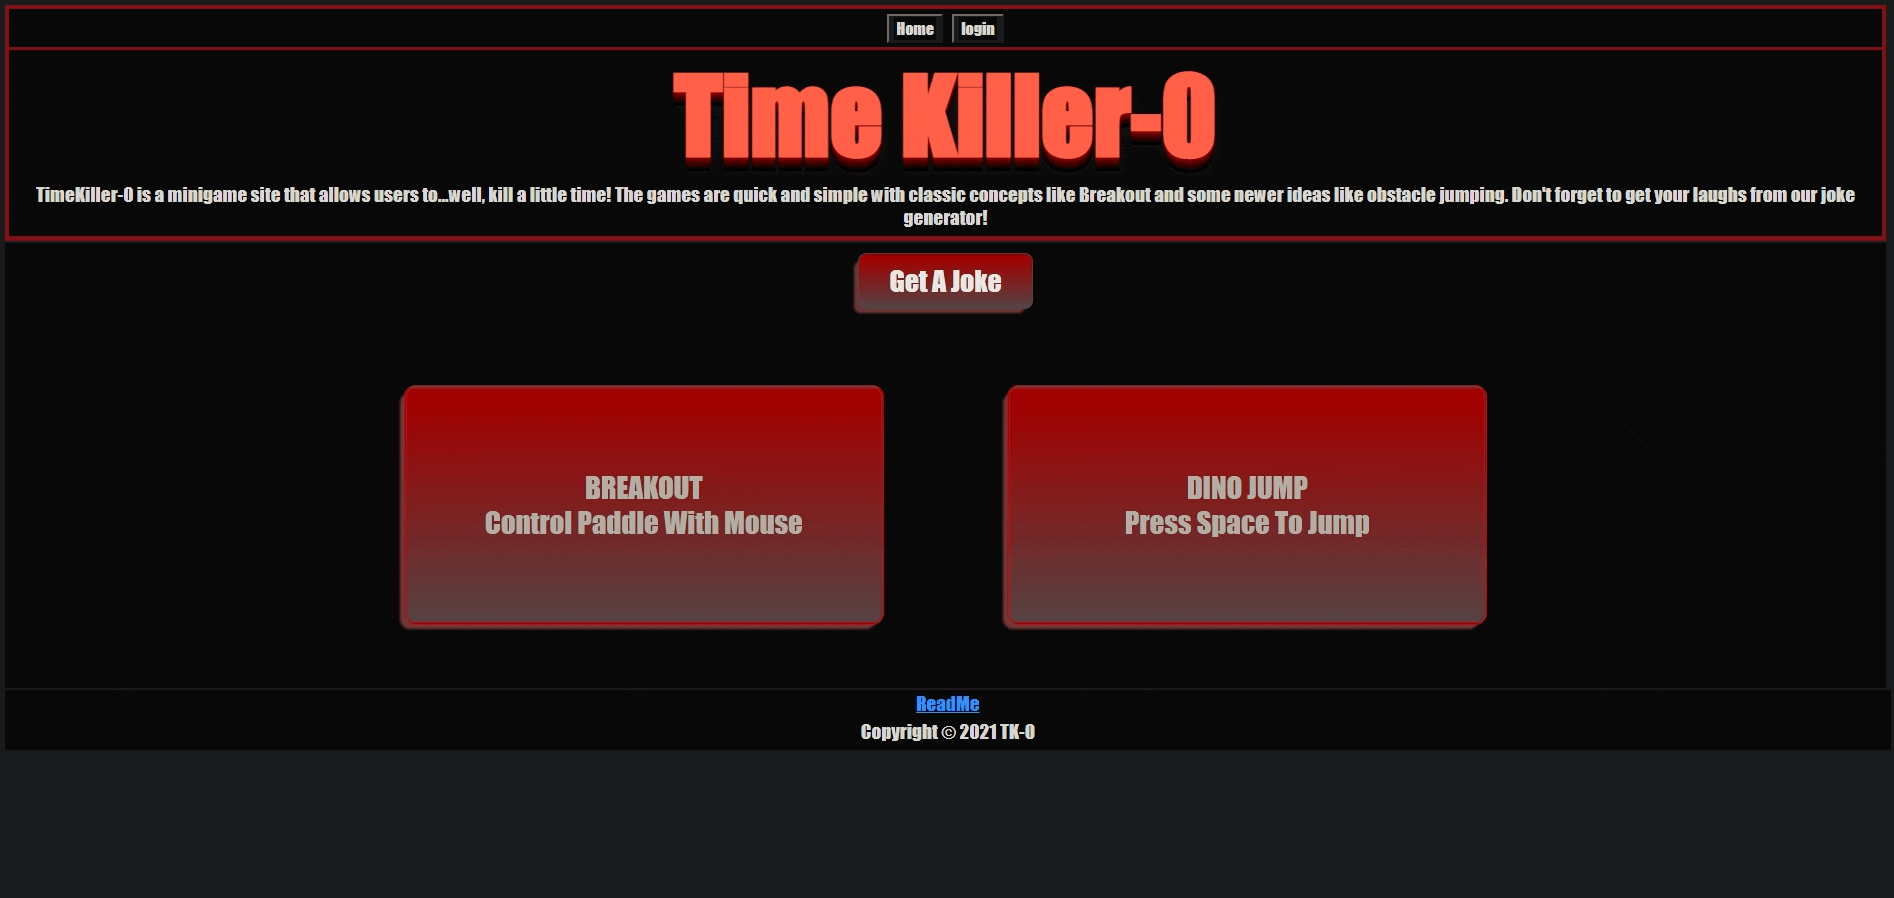 Home login
Time Killer-O
TimeKiller-O is a minigame site that allows users to...well, kill a little time! The games are quick and simple with classic concepts like Breakout and some newer ideas like obstacle jumping. Don't forget to get your laughs from our joke
generator!
Get A Joke
BREAKOUT
Control Paddle With Mouse
DINO JUMP
Press Space To Jump
ReadMe
Copyright © 2021 TK-O